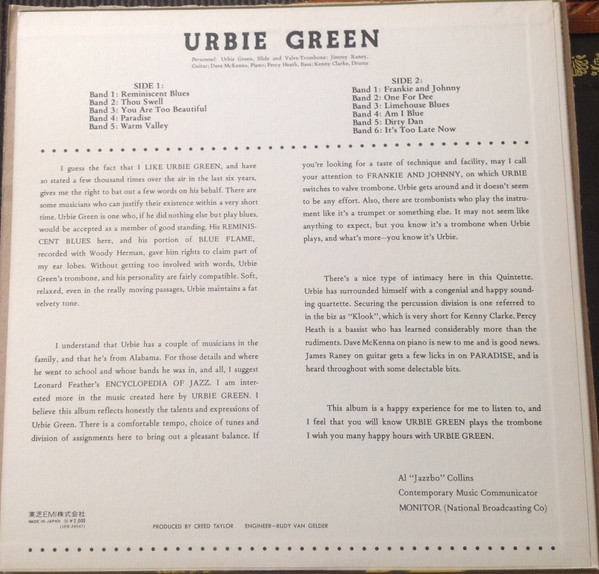 URBIE GREEN
Personnel: Urbie Green, Slide and Valve-Trombone; Jimmy Raney,
Guitar; Dave McKenna, Piano; Percy Heath, Bass; Kenny Clarke, Drums
SIDE 1:
Band 1: Reminiscent Blues
Band 2: Thou Swell
Band 3: You Are Too Beautiful
Band 4: Paradise
Band 5: Warm Valley
SIDE 2:
Band 1: Frankie and Johnny
Band 2: One For Dee
Band 3: Limehouse Blues
Band 4: Am I Blue
Band 5: Dirty Dan
Band 6: It's Too Late Now
I guess the fact that I LIKE URBIE GREEN, and have
so stated a few thousand times over the air in the last six years,
gives me the right to bat out a few words on his behalf. There are
some musicians who can justify their existence within a very short
time. Urbie Green is one who, if he did nothing else but play blues,
would be accepted as a member of good standing. His REMINIS-
CENT BLUES here, and his portion of BLUE FLAME,
recorded with Woody Herman, gave him rights to claim part of
my ear lobes. Without getting too involved with words, Urbie
Green's trombone, and his personality are fairly compatible. Soft,
relaxed, even in the really moving passages, Urbie maintains a fat
velvety tone.
I understand that Urbie has a couple of musicians in the
family, and that he's from Alabama. For those details and where
he went to school and whose bands he was in, and all, I suggest
Leonard Feather's ENCYCLOPEDIA OF JAZZ. I am inter-
ested more in the music created here by URBIE GREEN. I
believe this album reflects honestly the talents and expressions of
Urbie Green. There is a comfortable tempo, choice of tunes and
division of assignments here to bring out a pleasant balance. If
you're looking for a taste of technique and facility, may I call
your attention to FRANKIE AND JOHNNY, on which URBIE
switches to valve trombone. Urbie gets around and it doesn't seem
to be any effort. Also, there are trombonists who play the instru-
ment like it's a trumpet or something else. It may not seem like
anything to expect, but you know it's a trombone when Urbie
plays, and what's more—you know it's Urbie.
There's a nice type of intimacy here in this Quintette.
Urbie has surrounded himself with a congenial and happy sound-
ing quartette. Securing the percussion division is one referred to
in the biz as "Klook", which is very short for Kenny Clarke. Percy
Heath is a bassist who has learned considerably more than the
rudiments. Dave McKenna on piano is new to me and is good news.
James Raney on guitar gets a few licks in on PARADISE, and is
heard throughout with some delectable bits.
This album is a happy experience for me to listen to, and
I feel that you will know URBIE GREEN plays the trombone
I wish you many happy hours with URBIE GREEN.
Al "Jazzbo" Collins
Contemporary Music Communicator
MONITOR (National Broadcasting Co)
東芝EMI株式会社
MADE IN JAPAN ¥2,000
PRODUCED BY CREED TAYLOR ENGINEER—RUDY VAN GELDER